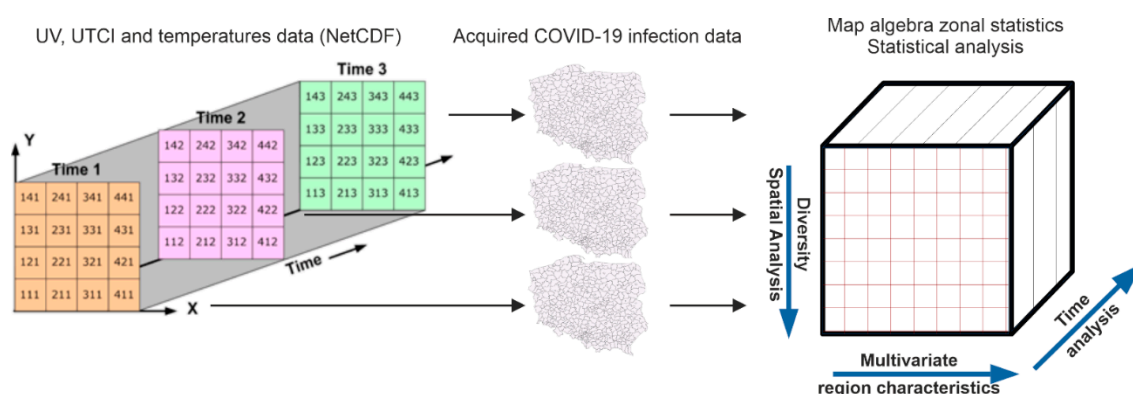 UV, UTCI and temperatures data (NetCDF)
Acquired COVID-19 infection data
Map algebra zonal statistics
Statistical analysis
Time 3
143 243 343 443
133 233 333 433
123 223 323 423
113 213 313 413
Time 2
142 242 342 442
132 232 332 432
122 222 322 422
112 212 312 412
Y
Time 1
141 241 341 441
131 231 331 431
121 221 321 421
111 211 311 411
X
Time
Diversity
Spatial Analysis
Multivariate
region characteristics
Time
analysis